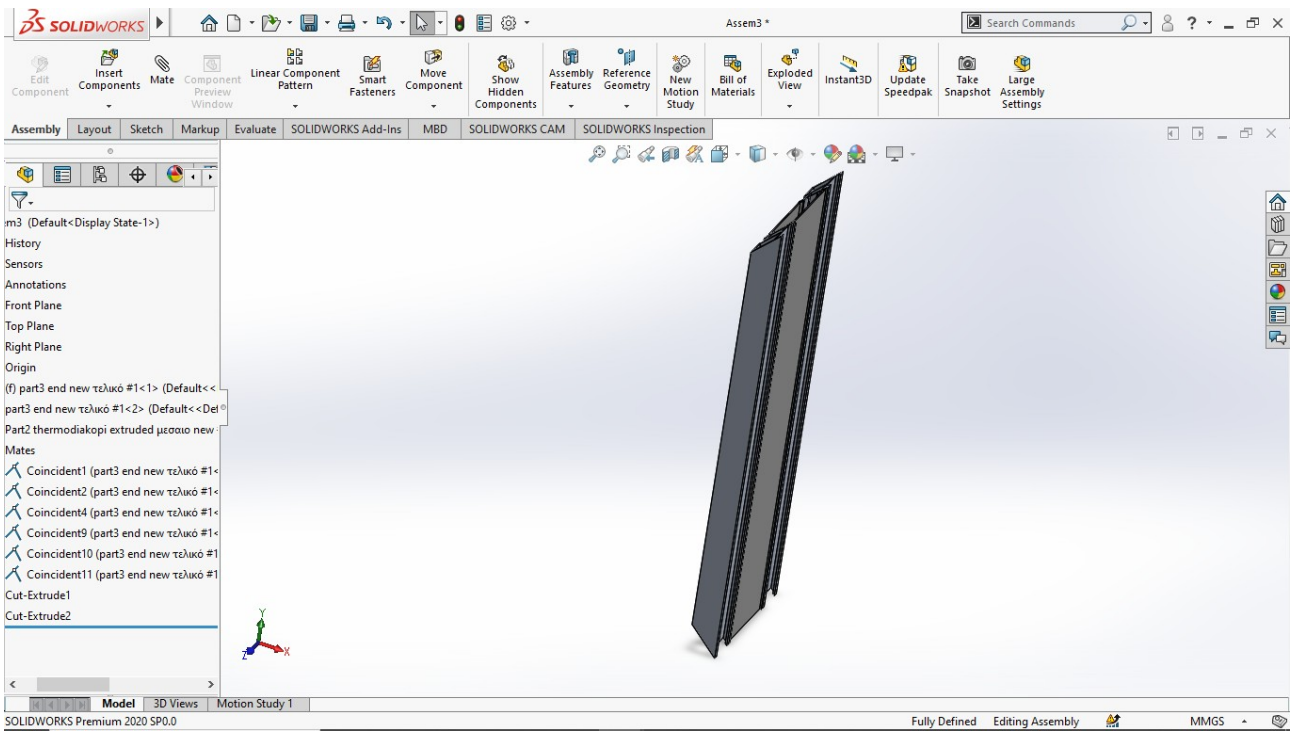 SOLIDWORKS
Assem3 *
Search Commands
Edit Component
Insert Components
Mate
Component Preview Window
Linear Component Pattern
Smart Fasteners
Move Component
Show Hidden Components
Assembly Features
Reference Geometry
New Motion Study
Bill of Materials
Exploded View
Instant3D
Update Speedpak
Take Snapshot
Large Assembly Settings
Assembly Layout Sketch Markup Evaluate SOLIDWORKS Add-Ins MBD SOLIDWORKS CAM SOLIDWORKS Inspection
m3 (Default<Display State-1>)
History
Sensors
Annotations
Front Plane
Top Plane
Right Plane
Origin
(f) part3 end new τελικό #1<1> (Default<<
part3 end new τελικό #1<2> (Default<<Def
Part2 thermodiakopi extruded μεσαιο new
Mates
Coincident1 (part3 end new τελικό #1<
Coincident2 (part3 end new τελικό #1<
Coincident4 (part3 end new τελικό #1<
Coincident9 (part3 end new τελικό #1<
Coincident10 (part3 end new τελικό #1
Coincident11 (part3 end new τελικό #1
Cut-Extrude1
Cut-Extrude2
Y
Z
X
Model 3D Views Motion Study 1
SOLIDWORKS Premium 2020 SP0.0
Fully Defined Editing Assembly MMGS